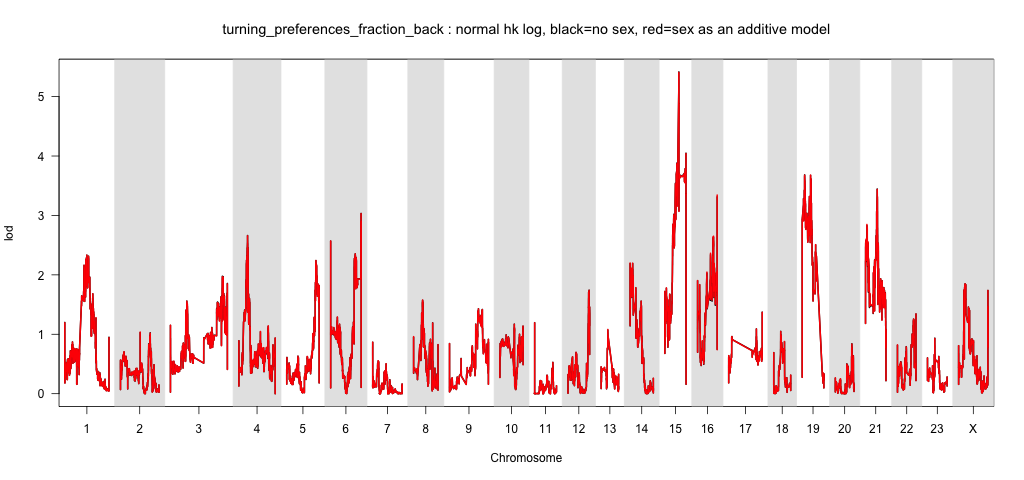 turning_preferences_fraction_back : normal hk log, black=no sex, red=sex as an additive model
lod
5
4
3
2
1
0
1 2 3 4 5 6 7 8 9 10 11 12 13 14 15 16 17 18 19 20 21 22 23 X
Chromosome